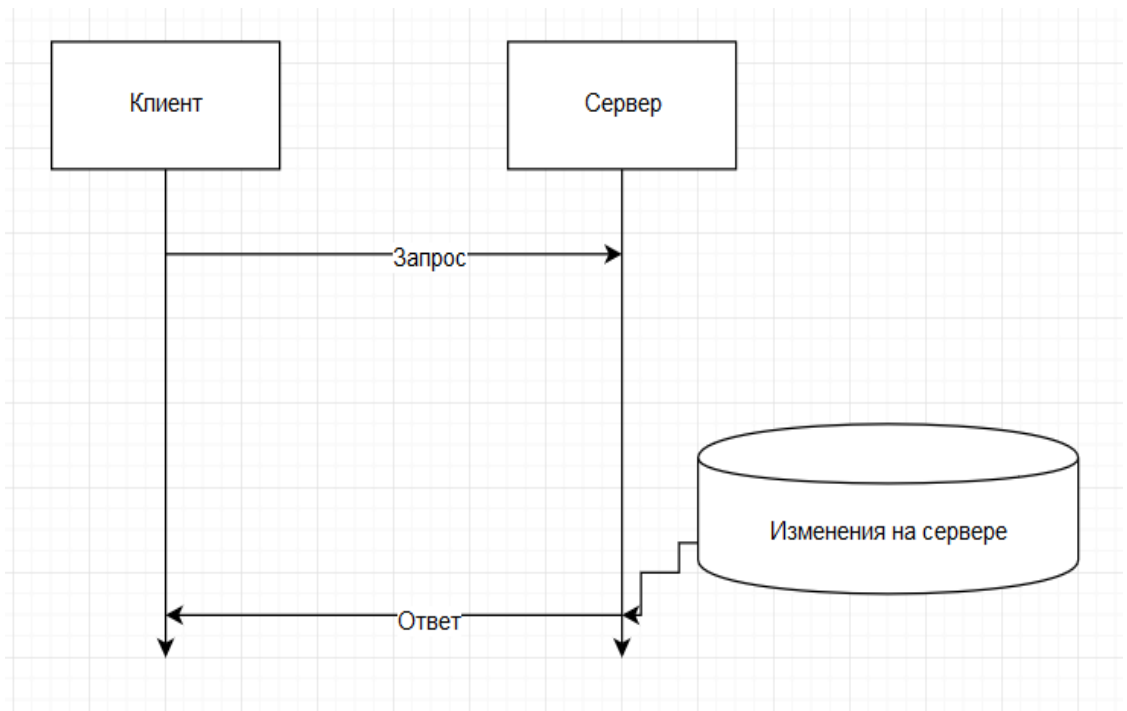 Клиент
Сервер
Запрос
Изменения на сервере
Ответ